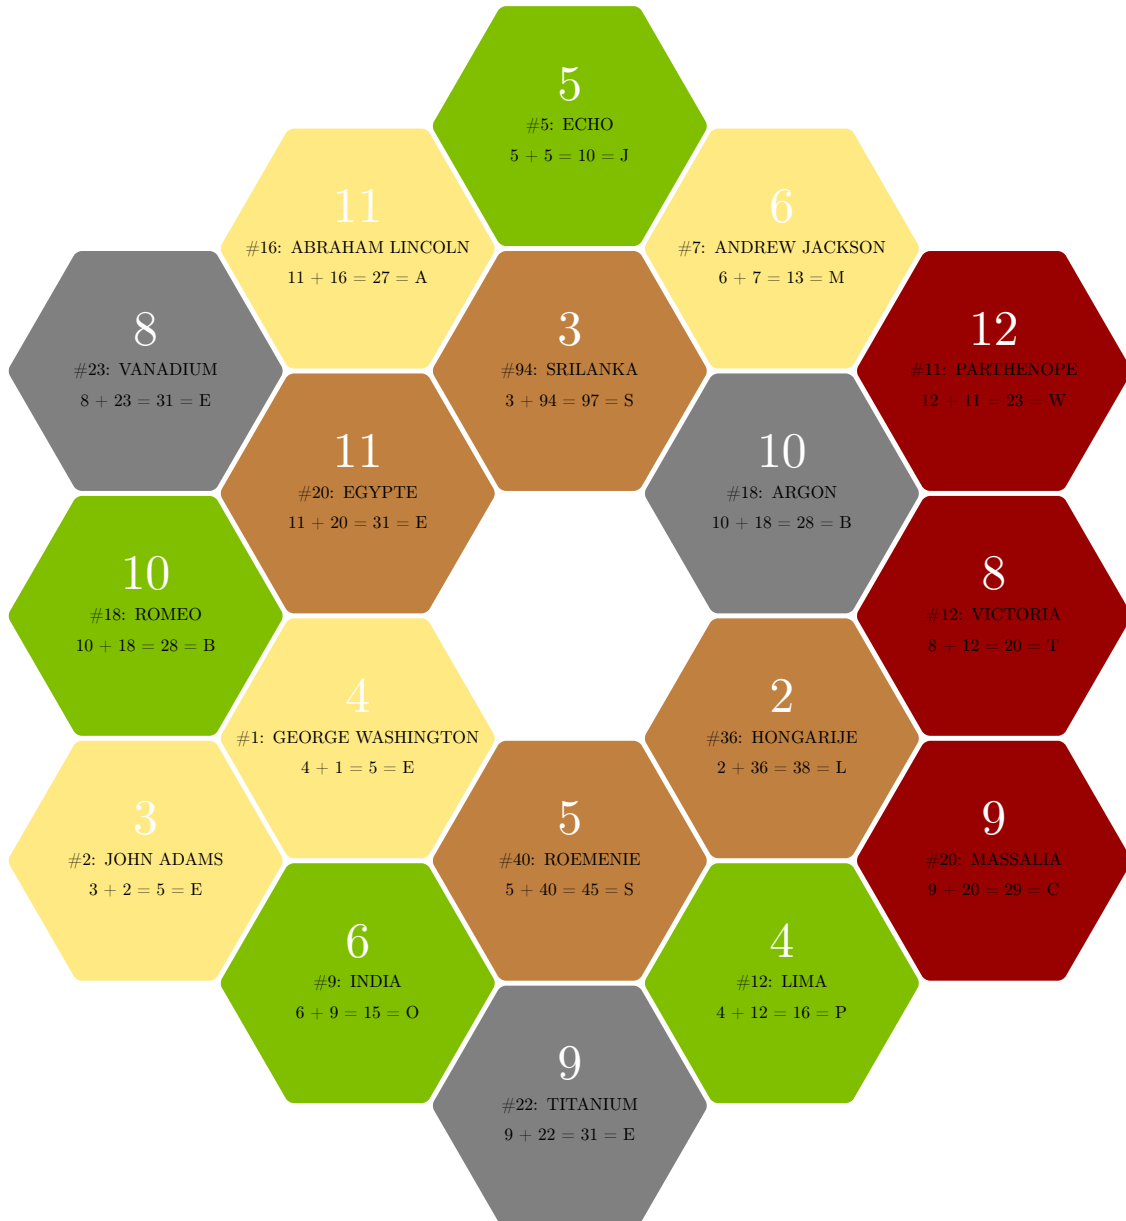 5
#5: ECHO
5 + 5 = 10 = J
11
#16: ABRAHAM LINCOLN
11 + 16 = 27 = A
6
#7: ANDREW JACKSON
6 + 7 = 13 = M
8
#23: VANADIUM
8 + 23 = 31 = E
3
#94: SRILANKA
3 + 94 = 97 = S
12
#11: PARTHENOPE
12 + 11 = 23 = W
11
#20: EGYPTE
11 + 20 = 31 = E
10
#18: ARGON
10 + 18 = 28 = B
10
#18: ROMEO
10 + 18 = 28 = B
8
#12: VICTORIA
8 + 12 = 20 = T
4
#1: GEORGE WASHINGTON
4 + 1 = 5 = E
2
#36: HONGARIJE
2 + 36 = 38 = L
3
#2: JOHN ADAMS
3 + 2 = 5 = E
5
#40: ROEMENIE
5 + 40 = 45 = S
9
#20: MASSALIA
9 + 20 = 29 = C
6
#9: INDIA
6 + 9 = 15 = O
4
#12: LIMA
4 + 12 = 16 = P
9
#22: TITANIUM
9 + 22 = 31 = E